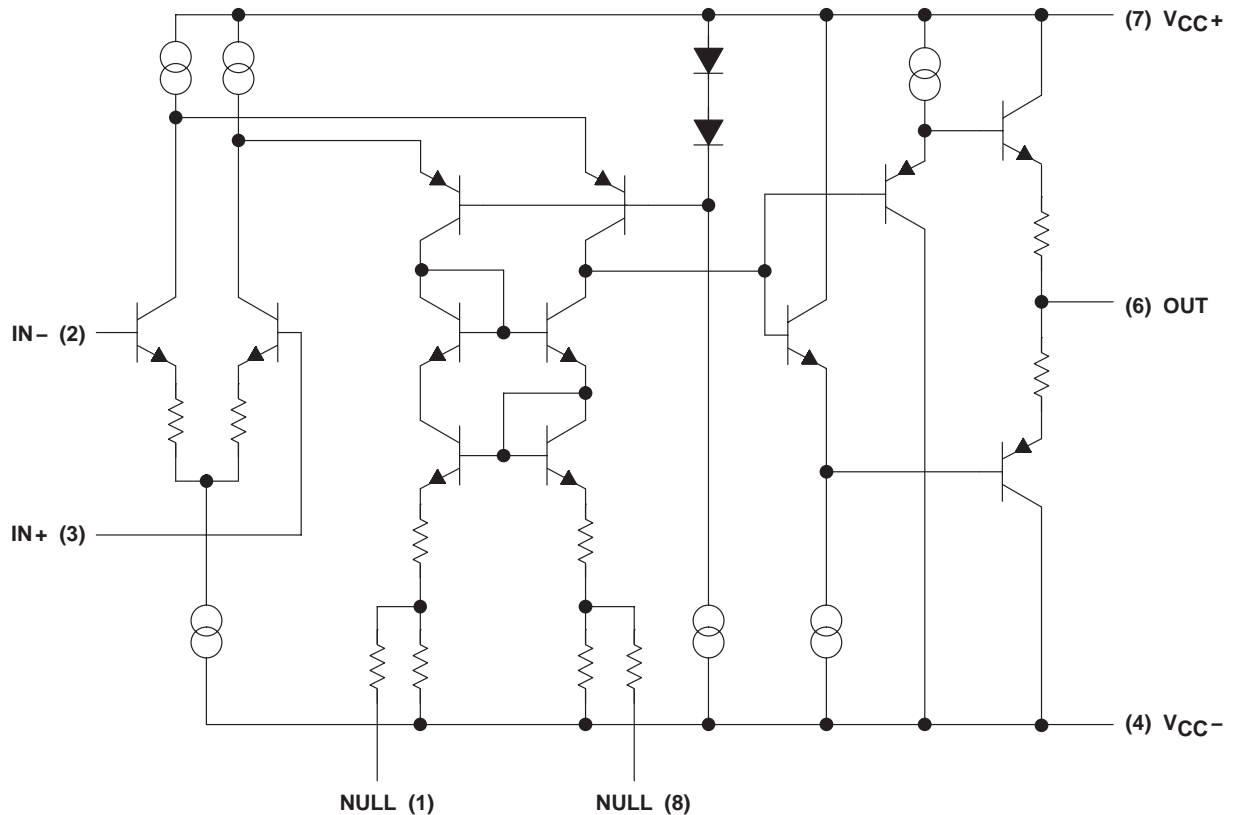 (7) VCC+
IN− (2)
(6) OUT
IN+ (3)
(4) VCC−
NULL (1)
NULL (8)